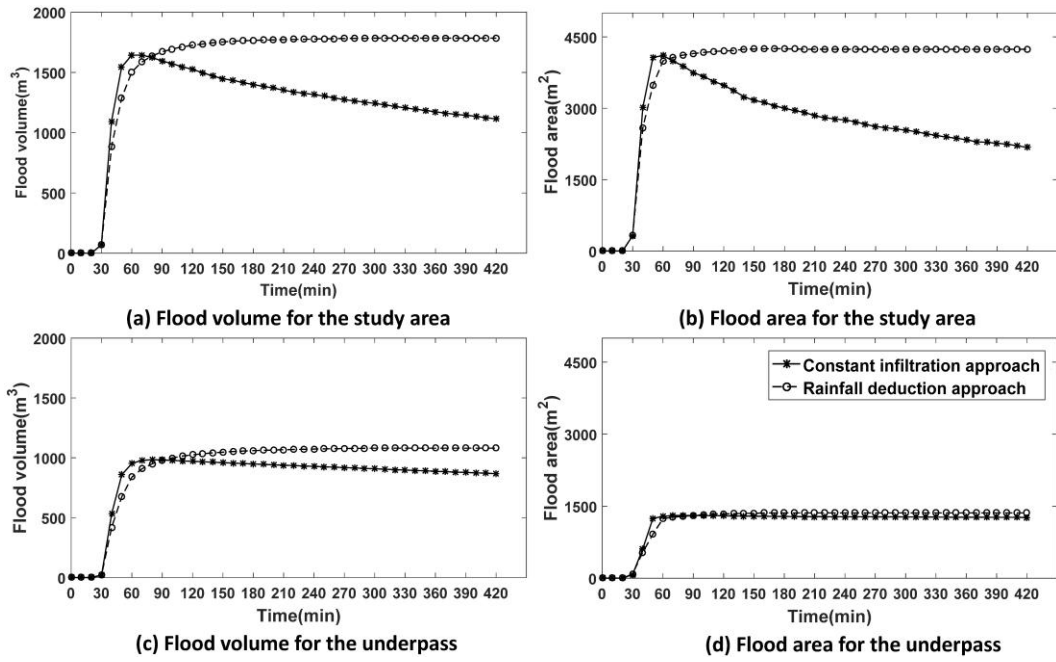 2000
1500
1000
500
0
Flood volume(m³)
0 30 60 90 120 150 180 210 240 270 300 330 360 390 420
Time(min)
(a) Flood volume for the study area
4500
3000
1500
0
Flood area(m²)
0 30 60 90 120 150 180 210 240 270 300 330 360 390 420
Time(min)
(b) Flood area for the study area
2000
1500
1000
500
0
Flood volume(m³)
0 30 60 90 120 150 180 210 240 270 300 330 360 390 420
Time(min)
(c) Flood volume for the underpass
4500
3000
1500
0
Flood area(m²)
Constant infiltration approach
Rainfall deduction approach
0 30 60 90 120 150 180 210 240 270 300 330 360 390 420
Time(min)
(d) Flood area for the underpass